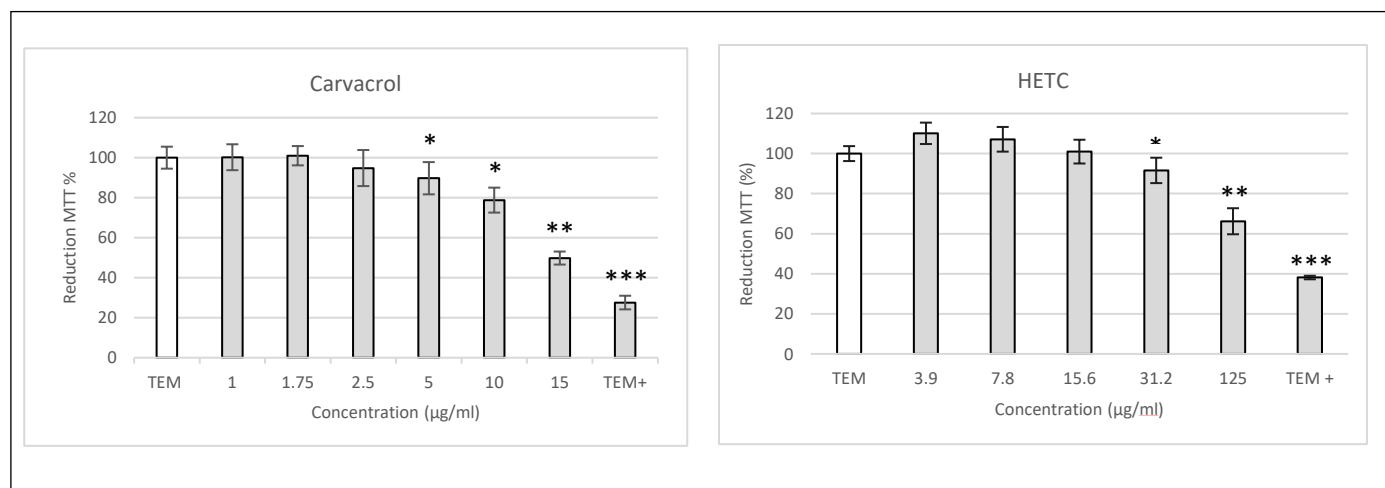 Carvacrol
Reduction MTT %
120
100
80
60
40
20
0
*
*
**
***
TEM 1 1.75 2.5 5 10 15 TEM+
Concentration (µg/ml)
HETC
Reduction MTT (%)
120
100
80
60
40
20
0
*
**
***
TEM 3.9 7.8 15.6 31.2 125 TEM +
Concentration (µg/ml)